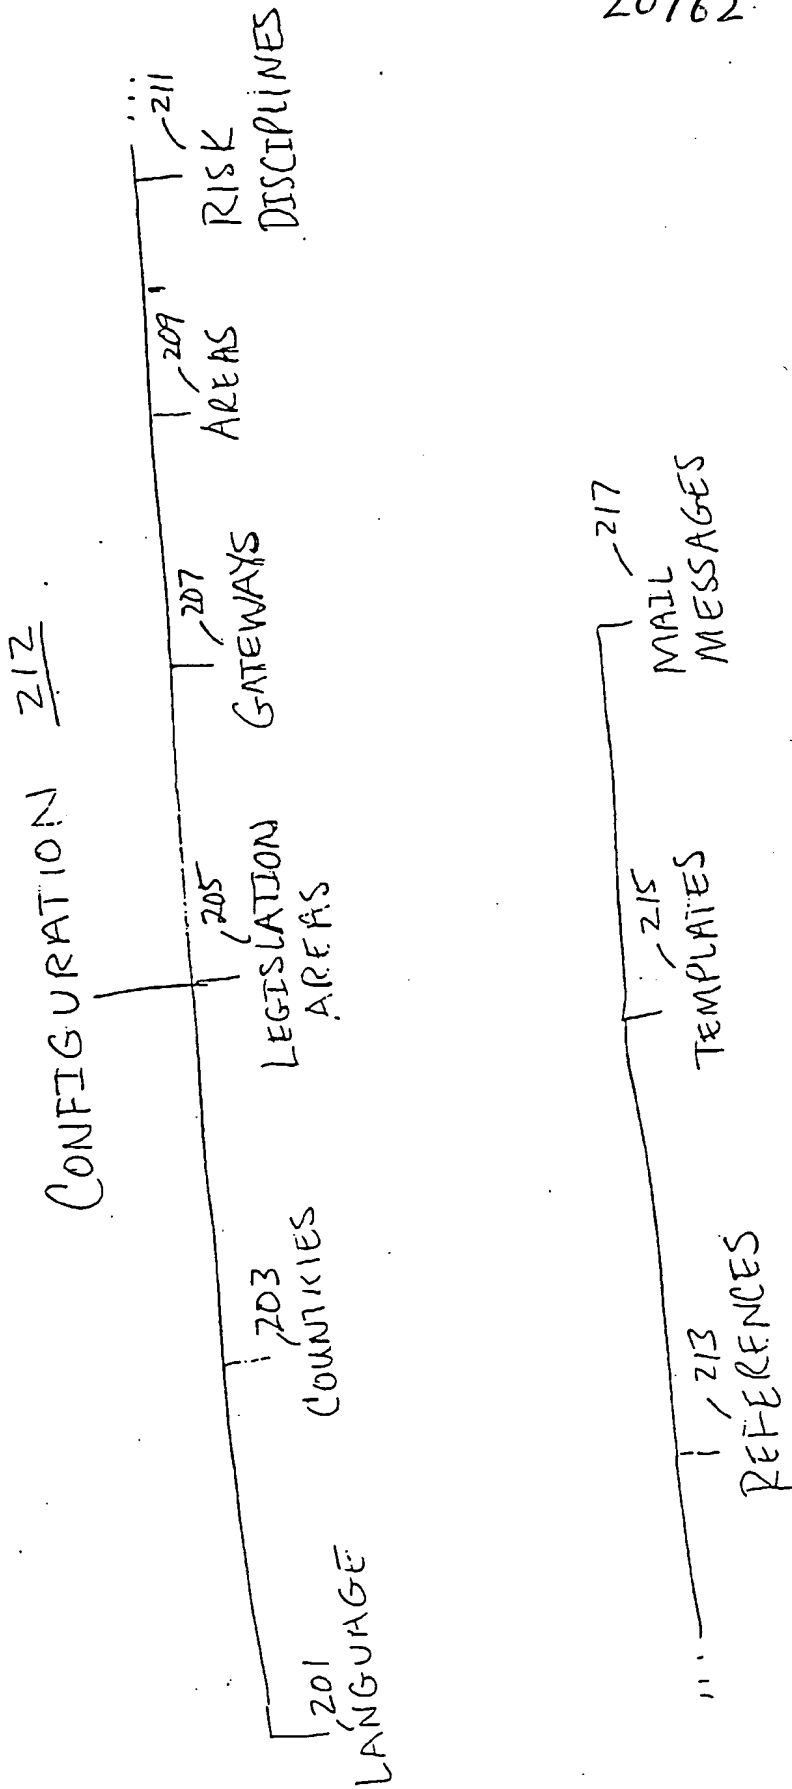 CONFIGURATION 212
201
LANGUAGE
203
COUNTRIES
205
LEGISLATION
AREAS
207
GATEWAYS
209
AREAS
211
RISK
DISCIPLINES
...
...
213
REFERENCES
215
TEMPLATES
217
MAIL
MESSAGES